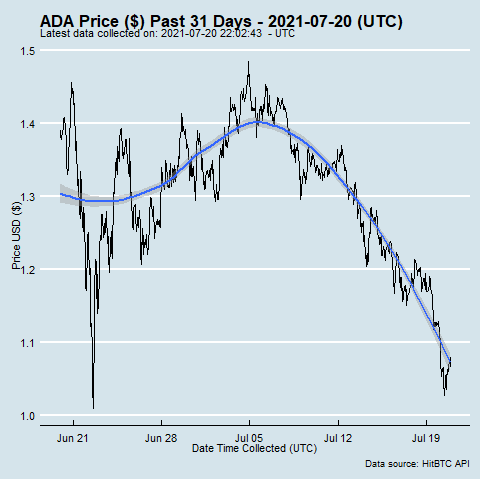 ADA Price ($) Past 31 Days - 2021-07-20 (UTC)
Latest data collected on: 2021-07-20 22:02:43 - UTC
1.5
1.4
1.3
1.2
1.1
1.0
Price USD ($)
Jun 21 Jun 28 Jul 05 Jul 12 Jul 19
Date Time Collected (UTC)
Data source: HitBTC API